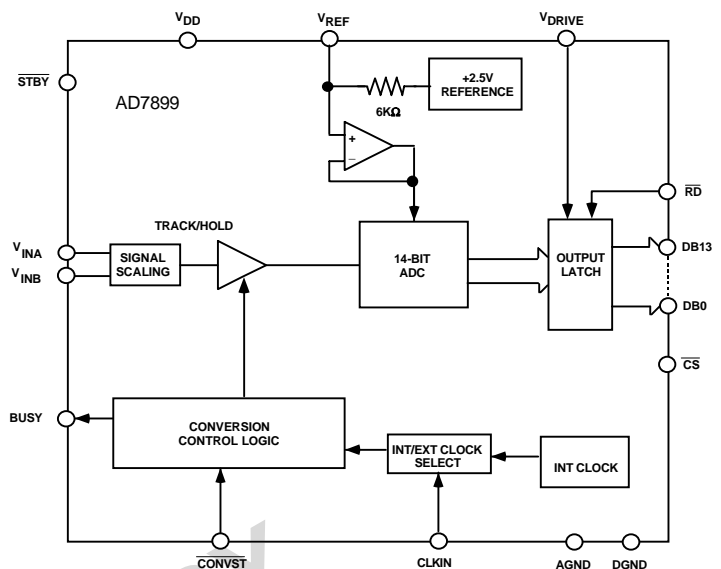 VDD
VREF
VDRIVE
STBY
AD7899
+2.5V
REFERENCE
6KΩ
+
−
RD
TRACK/HOLD
VINA
VINB
SIGNAL
SCALING
14-BIT
ADC
OUTPUT
LATCH
DB13
DB0
CS
BUSY
CONVERSION
CONTROL LOGIC
INT/EXT CLOCK
SELECT
INT CLOCK
CONVST
CLKIN
AGND
DGND